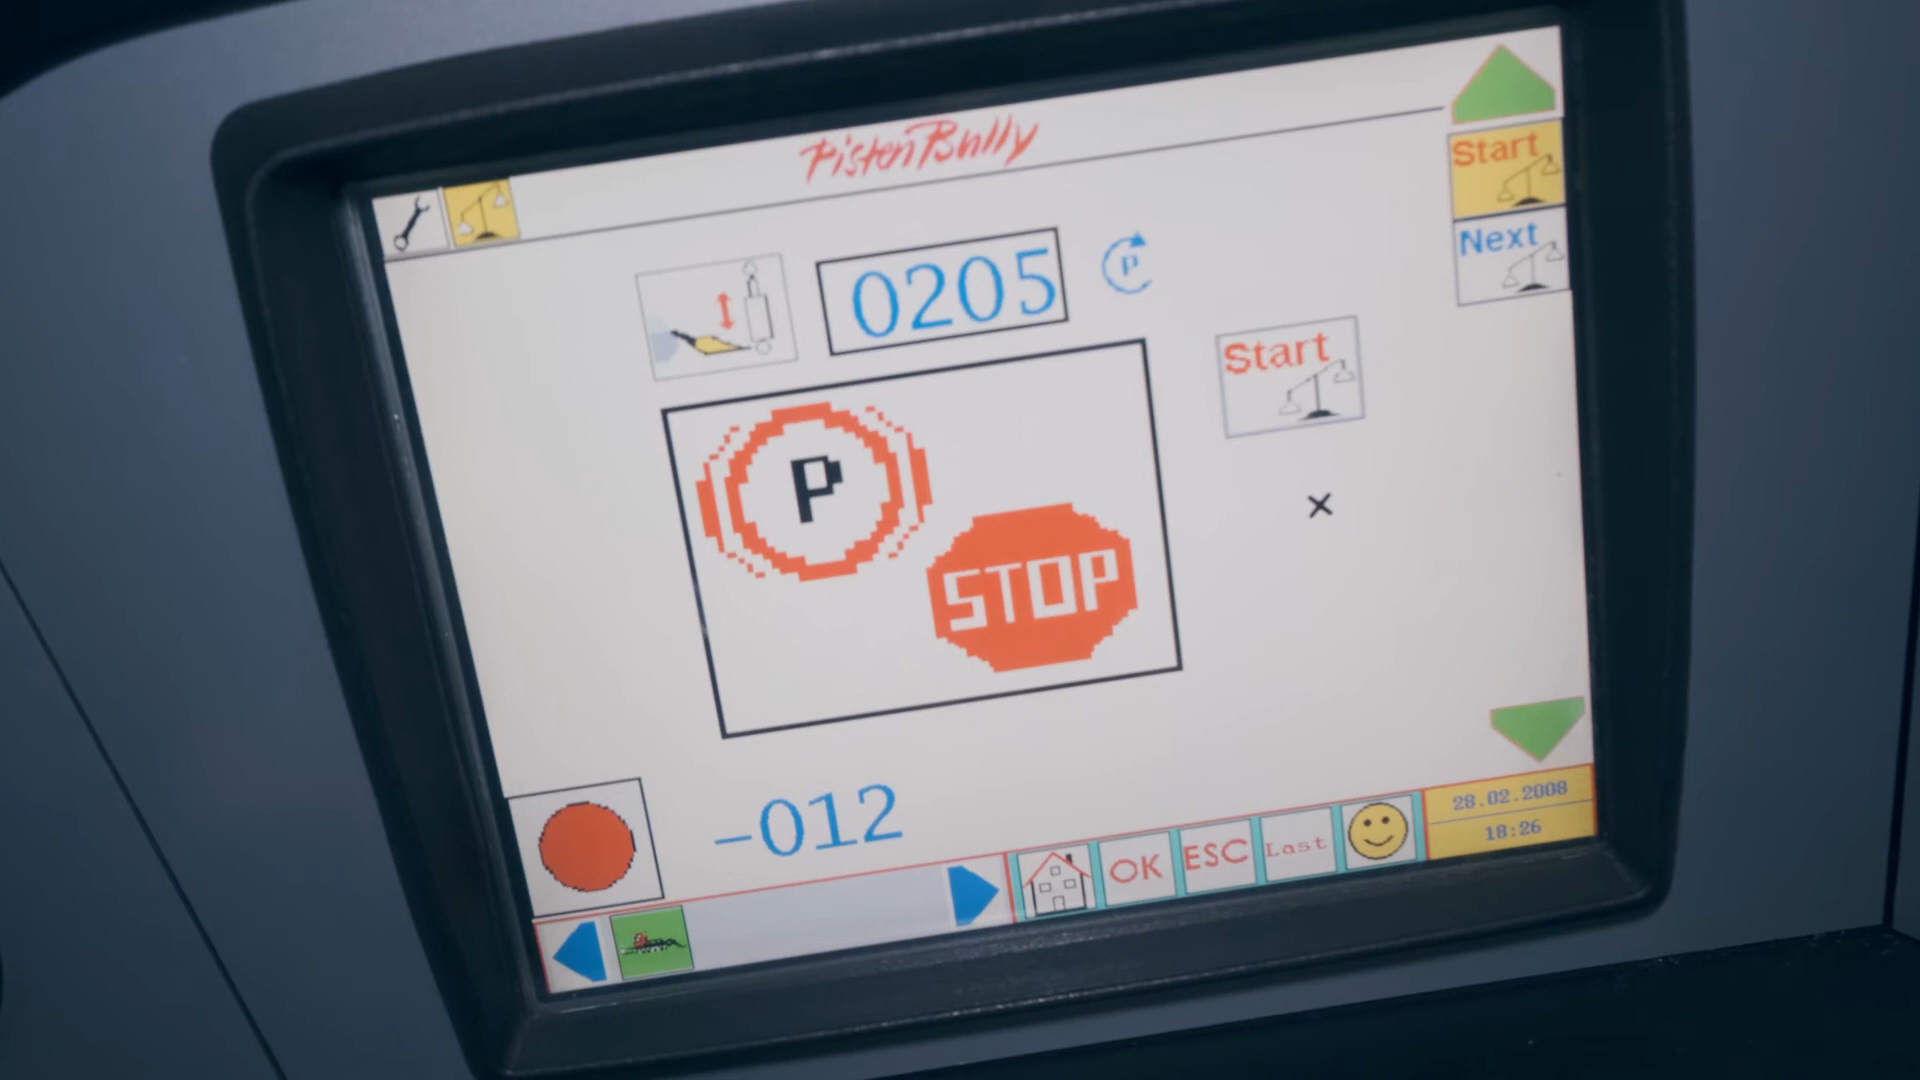 PistenBully
Start
Next
0205
P
Start
P
STOP
×
-012
28.02.2008
18:26
OK
ESC
Last